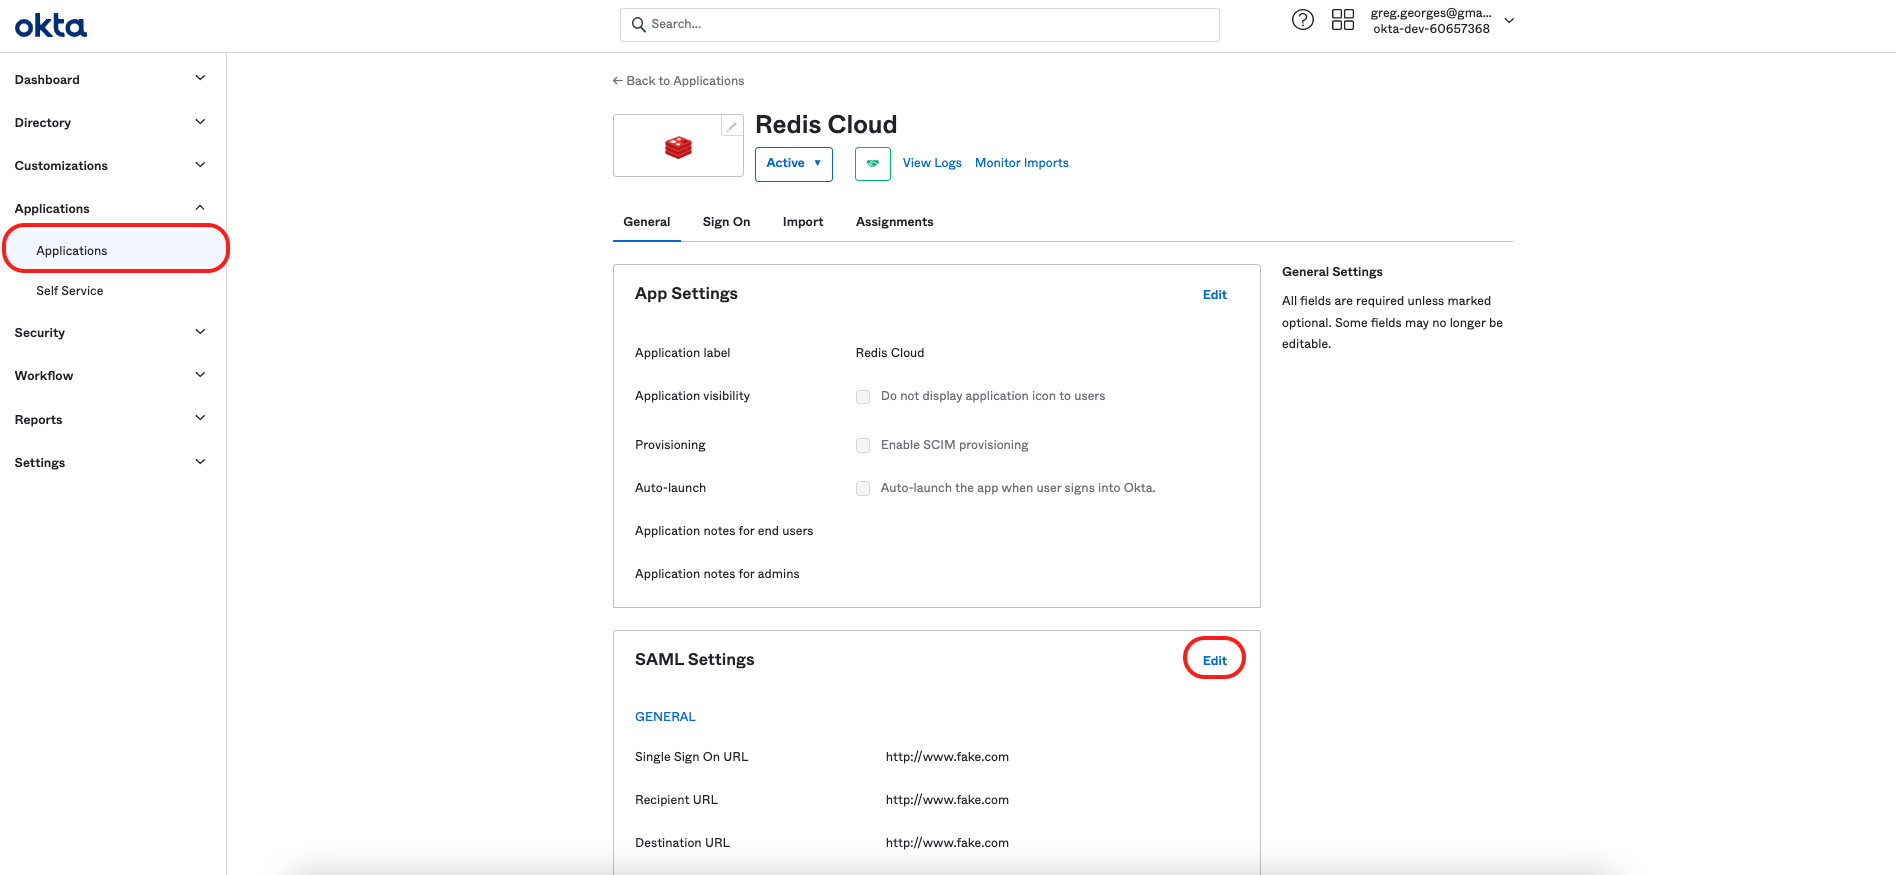 okta
Search...
greg.georges@gma...
okta-dev-60657368
Dashboard
Directory
Customizations
Applications
Applications
Self Service
Security
Workflow
Reports
Settings
← Back to Applications
Redis Cloud
Active
View Logs
Monitor Imports
General
Sign On
Import
Assignments
App Settings
Edit
Application label
Redis Cloud
Application visibility
Do not display application icon to users
Provisioning
Enable SCIM provisioning
Auto-launch
Auto-launch the app when user signs into Okta.
Application notes for end users
Application notes for admins
SAML Settings
Edit
GENERAL
Single Sign On URL
http://www.fake.com
Recipient URL
http://www.fake.com
Destination URL
http://www.fake.com
General Settings
All fields are required unless marked
optional. Some fields may no longer be
editable.